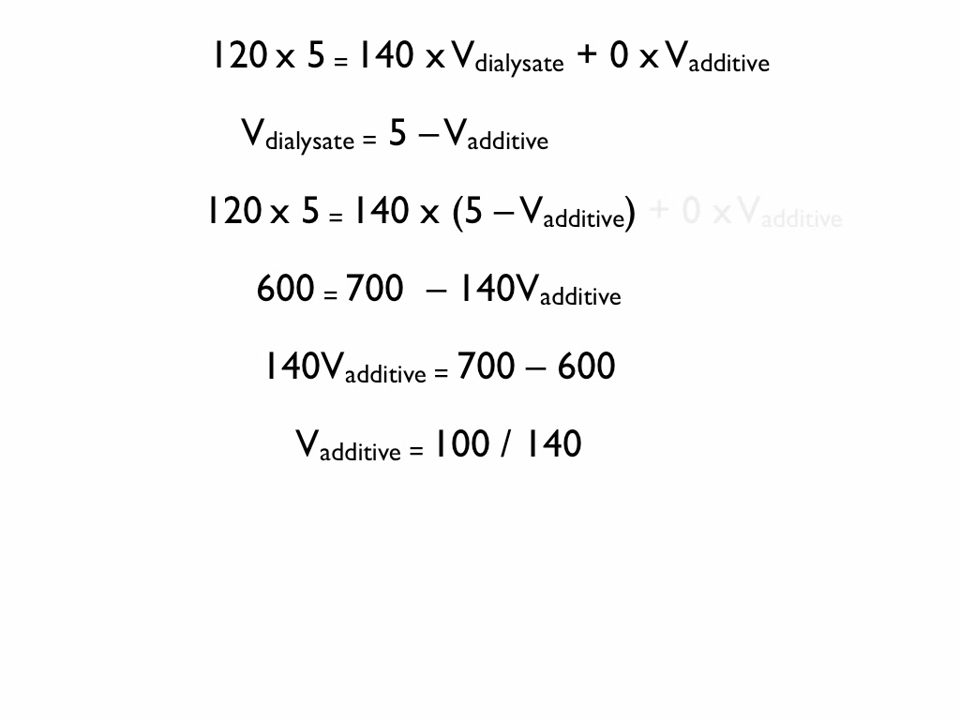 120 x 5 = 140 x Vdialysate + 0 x Vadditive
Vdialysate = 5 – Vadditive
120 x 5 = 140 x (5 – Vadditive) + 0 x Vadditive
600 = 700 – 140Vadditive
140Vadditive = 700 – 600
Vadditive = 100 / 140